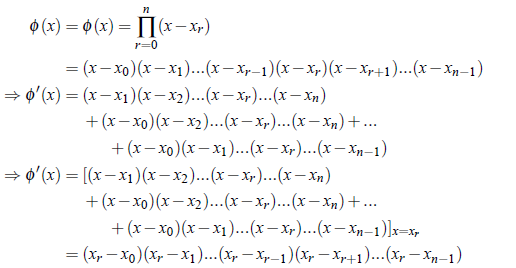 ϕ(x) = ϕ(x) = ∏_{r=0}^{n} (x − x_r)
= (x − x_0)(x − x_1)...(x − x_{r−1})(x − x_r)(x − x_{r+1})...(x − x_{n−1})
⇒ ϕ′(x) = (x − x_1)(x − x_2)...(x − x_r)...(x − x_n)
+ (x − x_0)(x − x_2)...(x − x_r)...(x − x_n) + ...
+ (x − x_0)(x − x_1)...(x − x_r)...(x − x_{n−1})
⇒ ϕ′(x) = [(x − x_1)(x − x_2)...(x − x_r)...(x − x_n)
+ (x − x_0)(x − x_2)...(x − x_r)...(x − x_n) + ...
+ (x − x_0)(x − x_1)...(x − x_r)...(x − x_{n−1})]_{x=x_r}
= (x_r − x_0)(x_r − x_1)...(x_r − x_{r−1})(x_r − x_{r+1})...(x_r − x_{n−1})